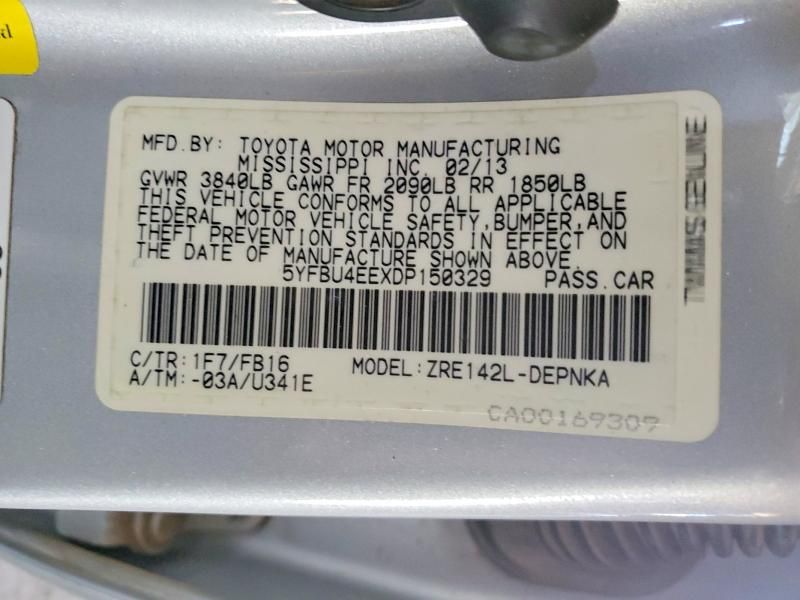 MFD.BY: TOYOTA MOTOR MANUFACTURING
MISSISSIPPI INC. 02/13
GVWR 3840LB GAWR FR 2090LB RR 1850LB
THIS VEHICLE CONFORMS TO ALL APPLICABLE
FEDERAL MOTOR VEHICLE SAFETY,BUMPER,AND
THEFT PREVENTION STANDARDS IN EFFECT ON
THE DATE OF MANUFACTURE SHOWN ABOVE.
5YFBU4EEXDP150329 PASS.CAR
C/TR:1F7/FB16 MODEL:ZRE142L-DEPNKA
A/TM:-03A/U341E
CA00169309